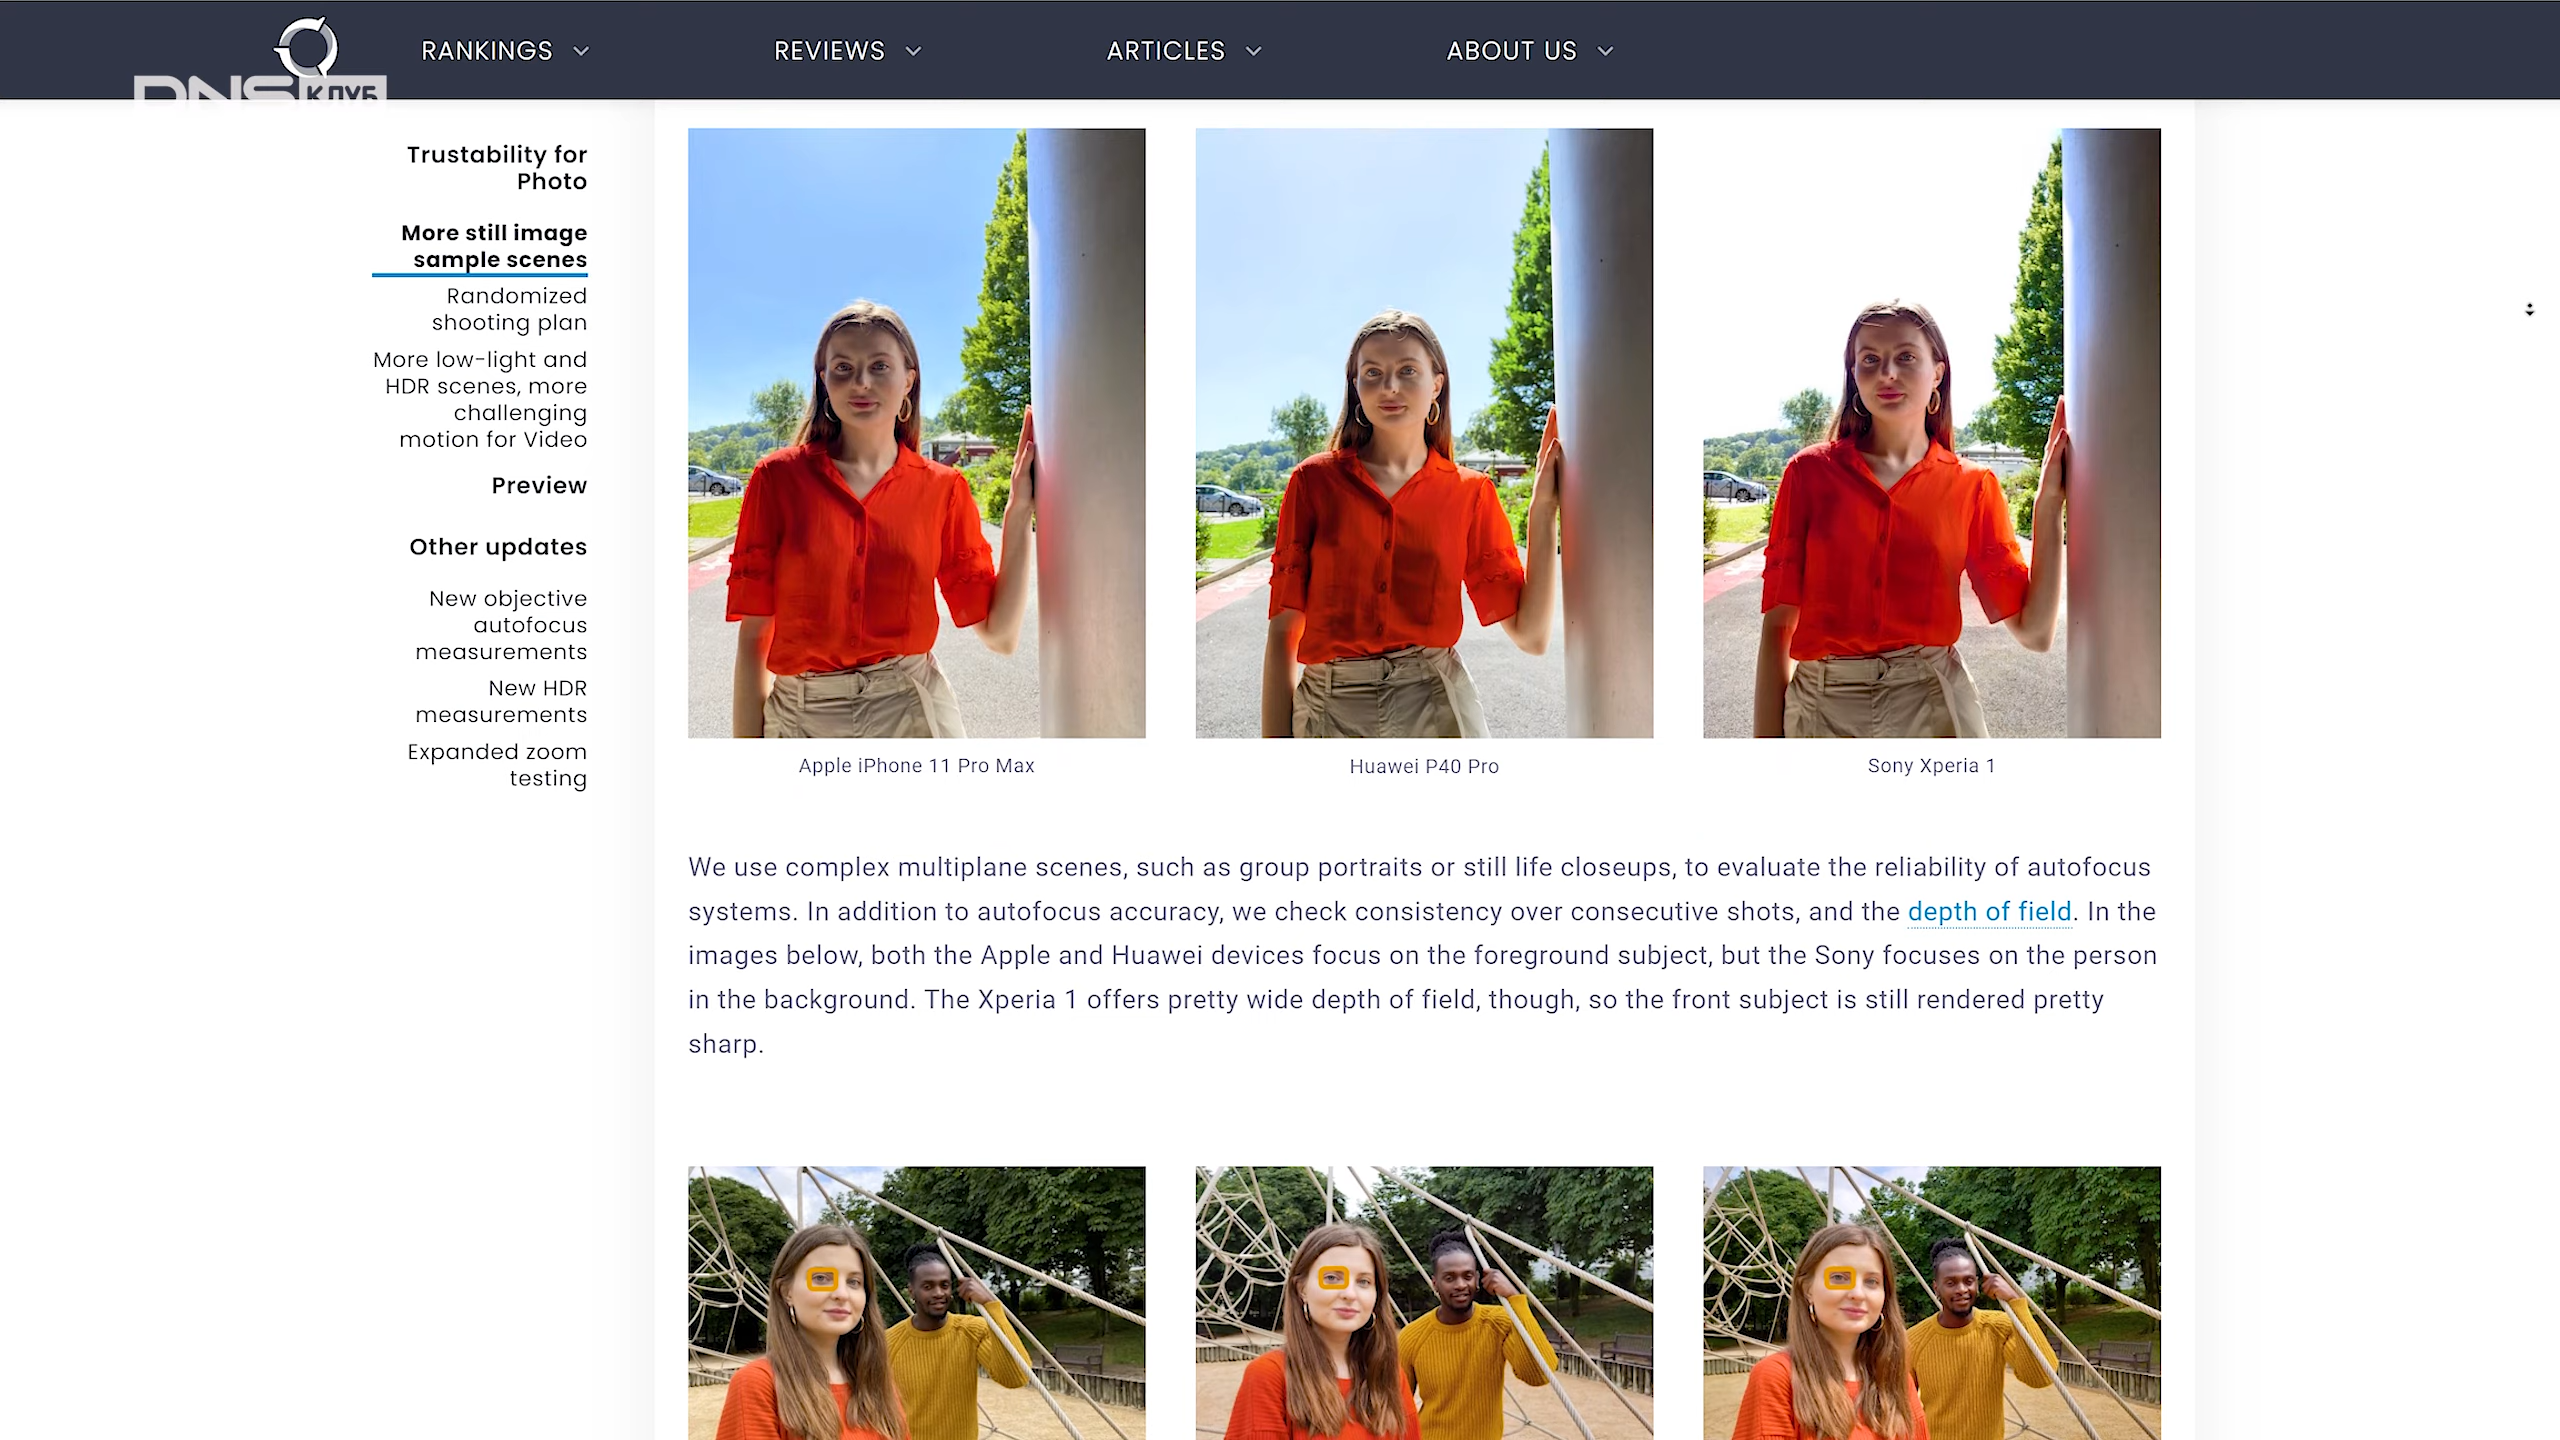 RANKINGS
REVIEWS
ARTICLES
ABOUT US
DNS КЛУБ
Trustability for
Photo
More still image
sample scenes
Randomized
shooting plan
More low-light and
HDR scenes, more
challenging
motion for Video
Preview
Other updates
New objective
autofocus
measurements
New HDR
measurements
Expanded zoom
testing
Apple iPhone 11 Pro Max
Huawei P40 Pro
Sony Xperia 1
We use complex multiplane scenes, such as group portraits or still life closeups, to evaluate the reliability of autofocus
systems. In addition to autofocus accuracy, we check consistency over consecutive shots, and the depth of field. In the
images below, both the Apple and Huawei devices focus on the foreground subject, but the Sony focuses on the person
in the background. The Xperia 1 offers pretty wide depth of field, though, so the front subject is still rendered pretty
sharp.